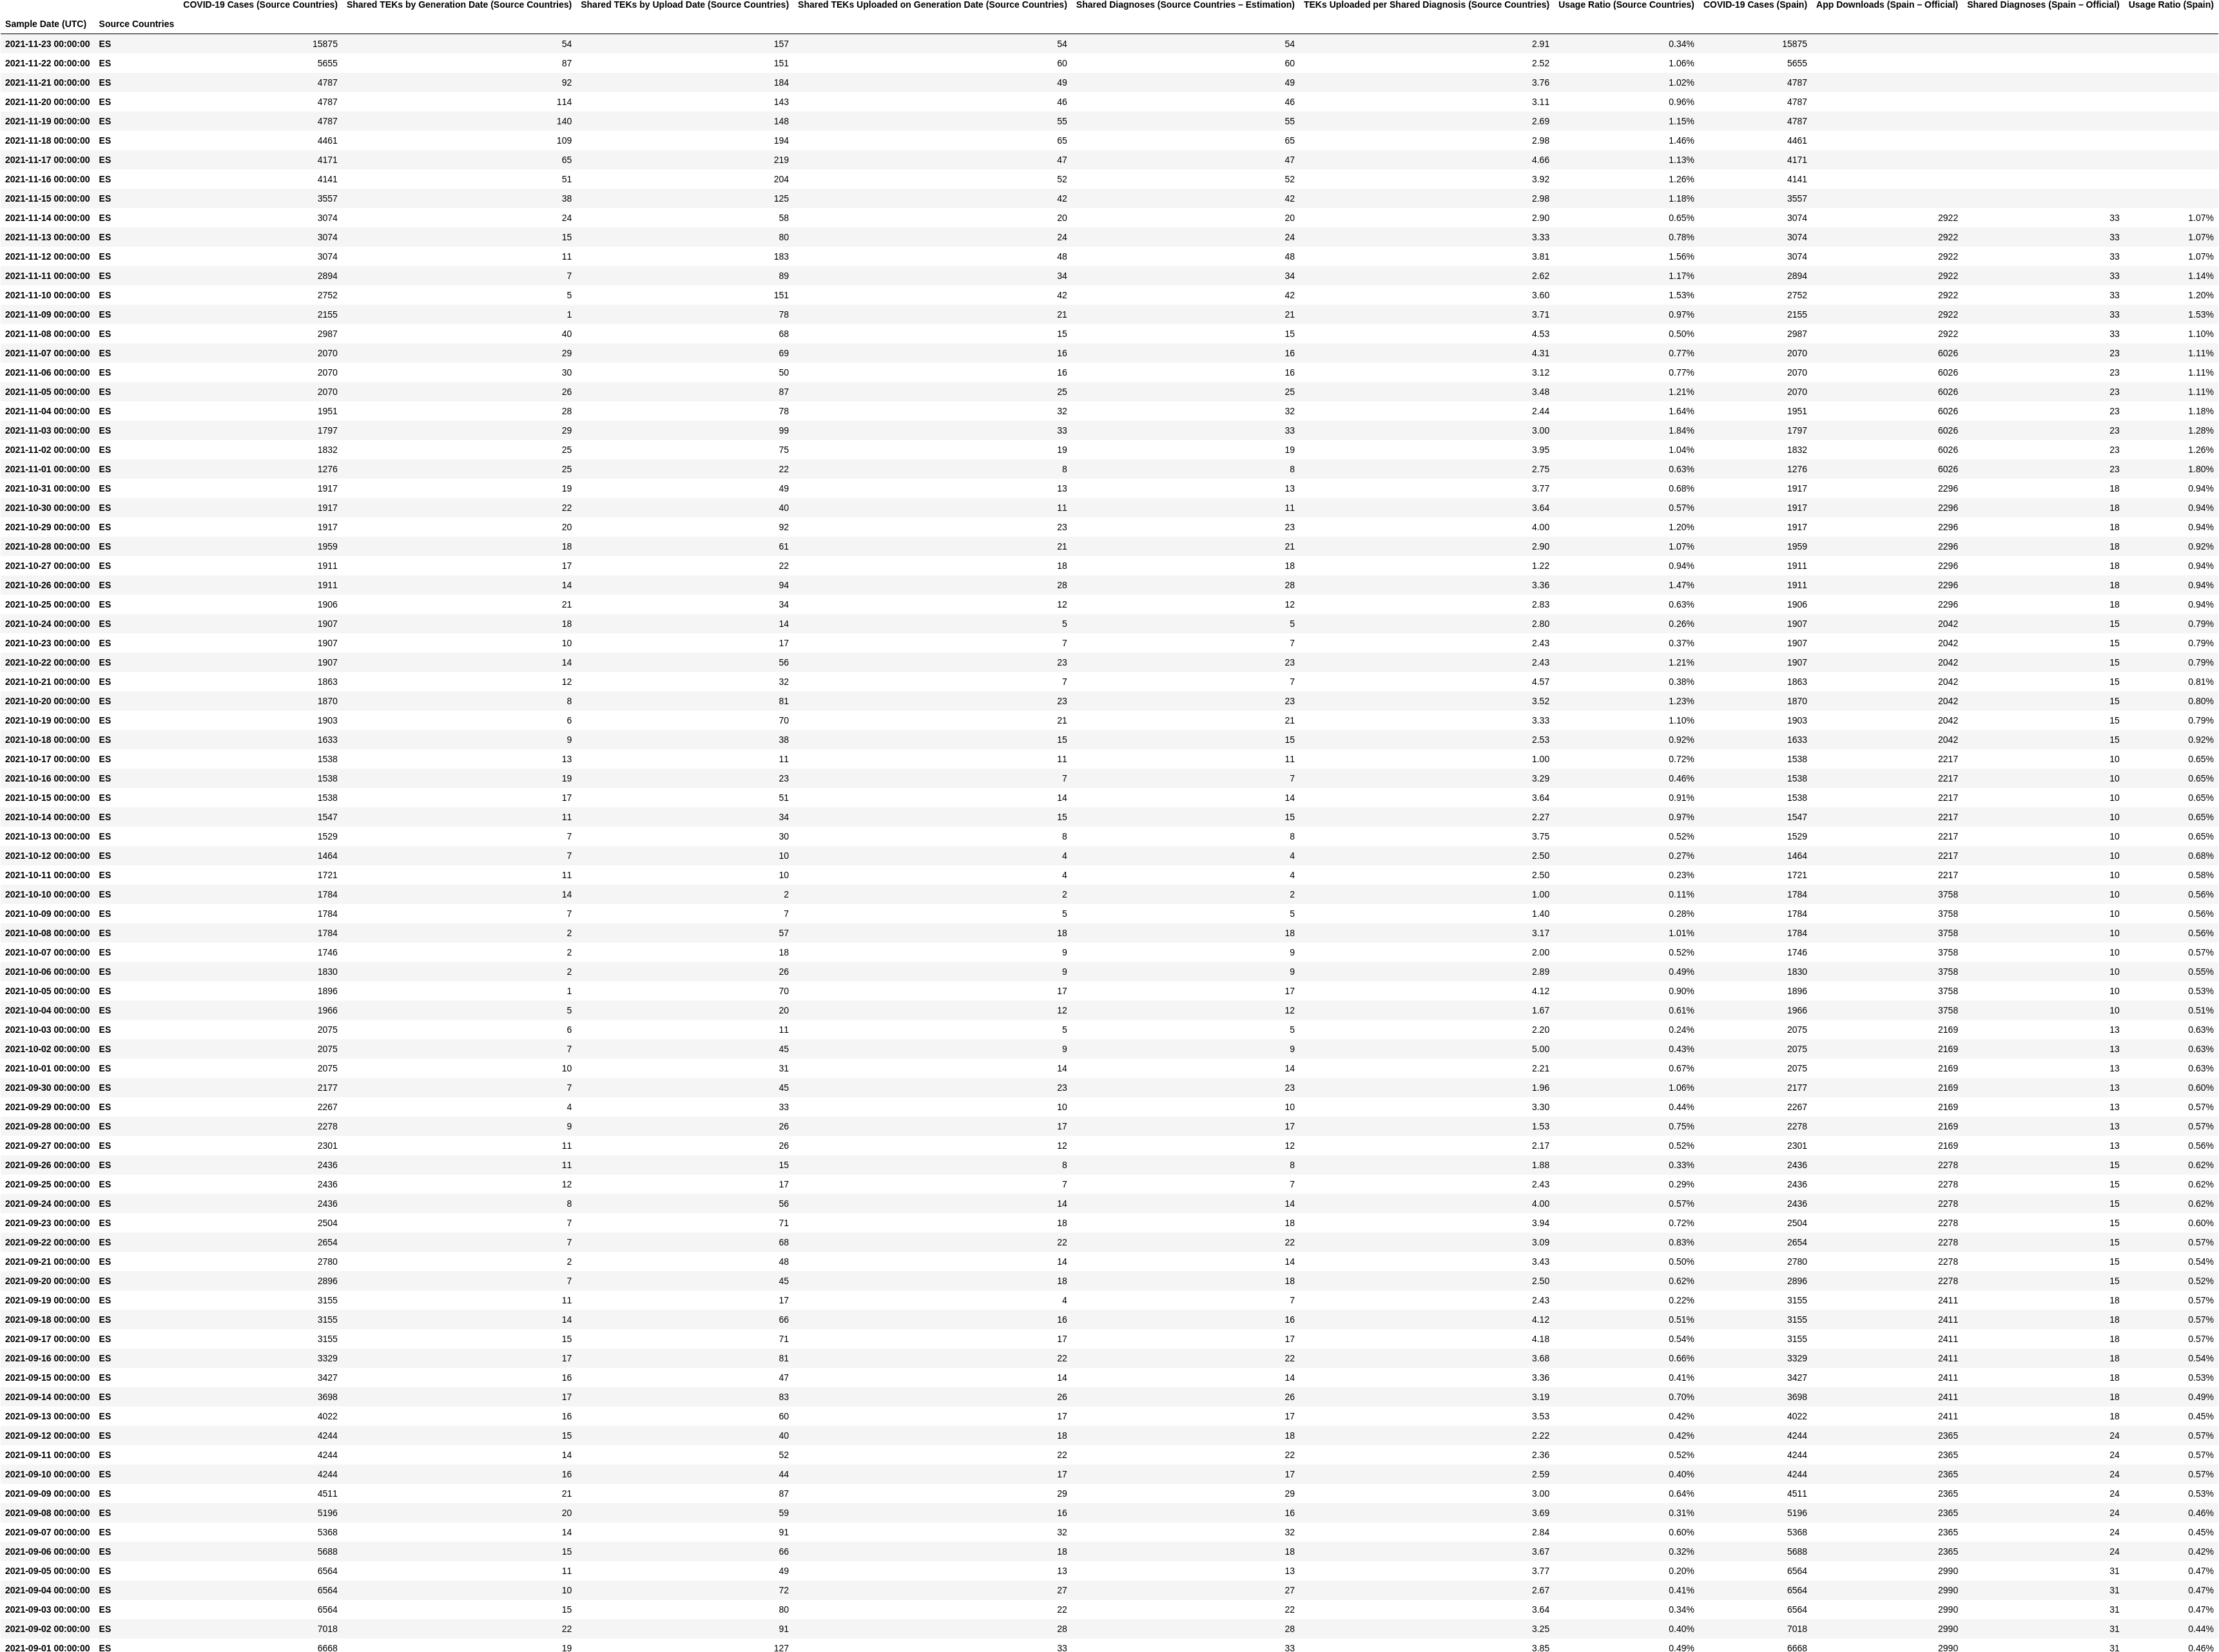 COVID-19 Cases (Source Countries) Shared TEKs by Generation Date (Source Countries) Shared TEKs by Upload Date (Source Countries) Shared TEKs Uploaded on Generation Date (Source Countries) Shared Diagnoses (Source Countries – Estimation) TEKs Uploaded per Shared Diagnosis (Source Countries) Usage Ratio (Source Countries) COVID-19 Cases (Spain) App Downloads (Spain – Official) Shared Diagnoses (Spain – Official) Usage Ratio (Spain)
Sample Date (UTC) Source Countries
2021-11-23 00:00:00 ES 15875 54 157 54 54 2.91 0.34% 15875
2021-11-22 00:00:00 ES 5655 87 151 60 60 2.52 1.06% 5655
2021-11-21 00:00:00 ES 4787 92 184 49 49 3.76 1.02% 4787
2021-11-20 00:00:00 ES 4787 114 143 46 46 3.11 0.96% 4787
2021-11-19 00:00:00 ES 4787 140 148 55 55 2.69 1.15% 4787
2021-11-18 00:00:00 ES 4461 109 194 65 65 2.98 1.46% 4461
2021-11-17 00:00:00 ES 4171 65 219 47 47 4.66 1.13% 4171
2021-11-16 00:00:00 ES 4141 51 204 52 52 3.92 1.26% 4141
2021-11-15 00:00:00 ES 3557 38 125 42 42 2.98 1.18% 3557
2021-11-14 00:00:00 ES 3074 24 58 20 20 2.90 0.65% 3074 2922 33 1.07%
2021-11-13 00:00:00 ES 3074 15 80 24 24 3.33 0.78% 3074 2922 33 1.07%
2021-11-12 00:00:00 ES 3074 11 183 48 48 3.81 1.56% 3074 2922 33 1.07%
2021-11-11 00:00:00 ES 2894 7 89 34 34 2.62 1.17% 2894 2922 33 1.14%
2021-11-10 00:00:00 ES 2752 5 151 42 42 3.60 1.53% 2752 2922 33 1.20%
2021-11-09 00:00:00 ES 2155 1 78 21 21 3.71 0.97% 2155 2922 33 1.53%
2021-11-08 00:00:00 ES 2987 40 68 15 15 4.53 0.50% 2987 2922 33 1.10%
2021-11-07 00:00:00 ES 2070 29 69 16 16 4.31 0.77% 2070 6026 23 1.11%
2021-11-06 00:00:00 ES 2070 30 50 16 16 3.12 0.77% 2070 6026 23 1.11%
2021-11-05 00:00:00 ES 2070 26 87 25 25 3.48 1.21% 2070 6026 23 1.11%
2021-11-04 00:00:00 ES 1951 28 78 32 32 2.44 1.64% 1951 6026 23 1.18%
2021-11-03 00:00:00 ES 1797 29 99 33 33 3.00 1.84% 1797 6026 23 1.28%
2021-11-02 00:00:00 ES 1832 25 75 19 19 3.95 1.04% 1832 6026 23 1.26%
2021-11-01 00:00:00 ES 1276 25 22 8 8 2.75 0.63% 1276 6026 23 1.80%
2021-10-31 00:00:00 ES 1917 19 49 13 13 3.77 0.68% 1917 2296 18 0.94%
2021-10-30 00:00:00 ES 1917 22 40 11 11 3.64 0.57% 1917 2296 18 0.94%
2021-10-29 00:00:00 ES 1917 20 92 23 23 4.00 1.20% 1917 2296 18 0.94%
2021-10-28 00:00:00 ES 1959 18 61 21 21 2.90 1.07% 1959 2296 18 0.92%
2021-10-27 00:00:00 ES 1911 17 22 18 18 1.22 0.94% 1911 2296 18 0.94%
2021-10-26 00:00:00 ES 1911 14 94 28 28 3.36 1.47% 1911 2296 18 0.94%
2021-10-25 00:00:00 ES 1906 21 34 12 12 2.83 0.63% 1906 2296 18 0.94%
2021-10-24 00:00:00 ES 1907 18 14 5 5 2.80 0.26% 1907 2042 15 0.79%
2021-10-23 00:00:00 ES 1907 10 17 7 7 2.43 0.37% 1907 2042 15 0.79%
2021-10-22 00:00:00 ES 1907 14 56 23 23 2.43 1.21% 1907 2042 15 0.79%
2021-10-21 00:00:00 ES 1863 12 32 7 7 4.57 0.38% 1863 2042 15 0.81%
2021-10-20 00:00:00 ES 1870 8 81 23 23 3.52 1.23% 1870 2042 15 0.80%
2021-10-19 00:00:00 ES 1903 6 70 21 21 3.33 1.10% 1903 2042 15 0.79%
2021-10-18 00:00:00 ES 1633 9 38 15 15 2.53 0.92% 1633 2042 15 0.92%
2021-10-17 00:00:00 ES 1538 13 11 11 11 1.00 0.72% 1538 2217 10 0.65%
2021-10-16 00:00:00 ES 1538 19 23 7 7 3.29 0.46% 1538 2217 10 0.65%
2021-10-15 00:00:00 ES 1538 17 51 14 14 3.64 0.91% 1538 2217 10 0.65%
2021-10-14 00:00:00 ES 1547 11 34 15 15 2.27 0.97% 1547 2217 10 0.65%
2021-10-13 00:00:00 ES 1529 7 30 8 8 3.75 0.52% 1529 2217 10 0.65%
2021-10-12 00:00:00 ES 1464 7 10 4 4 2.50 0.27% 1464 2217 10 0.68%
2021-10-11 00:00:00 ES 1721 11 10 4 4 2.50 0.23% 1721 2217 10 0.58%
2021-10-10 00:00:00 ES 1784 14 2 2 2 1.00 0.11% 1784 3758 10 0.56%
2021-10-09 00:00:00 ES 1784 7 7 5 5 1.40 0.28% 1784 3758 10 0.56%
2021-10-08 00:00:00 ES 1784 2 57 18 18 3.17 1.01% 1784 3758 10 0.56%
2021-10-07 00:00:00 ES 1746 2 18 9 9 2.00 0.52% 1746 3758 10 0.57%
2021-10-06 00:00:00 ES 1830 2 26 9 9 2.89 0.49% 1830 3758 10 0.55%
2021-10-05 00:00:00 ES 1896 1 70 17 17 4.12 0.90% 1896 3758 10 0.53%
2021-10-04 00:00:00 ES 1966 5 20 12 12 1.67 0.61% 1966 3758 10 0.51%
2021-10-03 00:00:00 ES 2075 6 11 5 5 2.20 0.24% 2075 2169 13 0.63%
2021-10-02 00:00:00 ES 2075 7 45 9 9 5.00 0.43% 2075 2169 13 0.63%
2021-10-01 00:00:00 ES 2075 10 31 14 14 2.21 0.67% 2075 2169 13 0.63%
2021-09-30 00:00:00 ES 2177 7 45 23 23 1.96 1.06% 2177 2169 13 0.60%
2021-09-29 00:00:00 ES 2267 4 33 10 10 3.30 0.44% 2267 2169 13 0.57%
2021-09-28 00:00:00 ES 2278 9 26 17 17 1.53 0.75% 2278 2169 13 0.57%
2021-09-27 00:00:00 ES 2301 11 26 12 12 2.17 0.52% 2301 2169 13 0.56%
2021-09-26 00:00:00 ES 2436 11 15 8 8 1.88 0.33% 2436 2278 15 0.62%
2021-09-25 00:00:00 ES 2436 12 17 7 7 2.43 0.29% 2436 2278 15 0.62%
2021-09-24 00:00:00 ES 2436 8 56 14 14 4.00 0.57% 2436 2278 15 0.62%
2021-09-23 00:00:00 ES 2504 7 71 18 18 3.94 0.72% 2504 2278 15 0.60%
2021-09-22 00:00:00 ES 2654 7 68 22 22 3.09 0.83% 2654 2278 15 0.57%
2021-09-21 00:00:00 ES 2780 2 48 14 14 3.43 0.50% 2780 2278 15 0.54%
2021-09-20 00:00:00 ES 2896 7 45 18 18 2.50 0.62% 2896 2278 15 0.52%
2021-09-19 00:00:00 ES 3155 11 17 4 7 2.43 0.22% 3155 2411 18 0.57%
2021-09-18 00:00:00 ES 3155 14 66 16 16 4.12 0.51% 3155 2411 18 0.57%
2021-09-17 00:00:00 ES 3155 15 71 17 17 4.18 0.54% 3155 2411 18 0.57%
2021-09-16 00:00:00 ES 3329 17 81 22 22 3.68 0.66% 3329 2411 18 0.54%
2021-09-15 00:00:00 ES 3427 16 47 14 14 3.36 0.41% 3427 2411 18 0.53%
2021-09-14 00:00:00 ES 3698 17 83 26 26 3.19 0.70% 3698 2411 18 0.49%
2021-09-13 00:00:00 ES 4022 16 60 17 17 3.53 0.42% 4022 2411 18 0.45%
2021-09-12 00:00:00 ES 4244 15 40 18 18 2.22 0.42% 4244 2365 24 0.57%
2021-09-11 00:00:00 ES 4244 14 52 22 22 2.36 0.52% 4244 2365 24 0.57%
2021-09-10 00:00:00 ES 4244 16 44 17 17 2.59 0.40% 4244 2365 24 0.57%
2021-09-09 00:00:00 ES 4511 21 87 29 29 3.00 0.64% 4511 2365 24 0.53%
2021-09-08 00:00:00 ES 5196 20 59 16 16 3.69 0.31% 5196 2365 24 0.46%
2021-09-07 00:00:00 ES 5368 14 91 32 32 2.84 0.60% 5368 2365 24 0.45%
2021-09-06 00:00:00 ES 5688 15 66 18 18 3.67 0.32% 5688 2365 24 0.42%
2021-09-05 00:00:00 ES 6564 11 49 13 13 3.77 0.20% 6564 2990 31 0.47%
2021-09-04 00:00:00 ES 6564 10 72 27 27 2.67 0.41% 6564 2990 31 0.47%
2021-09-03 00:00:00 ES 6564 15 80 22 22 3.64 0.34% 6564 2990 31 0.47%
2021-09-02 00:00:00 ES 7018 22 91 28 28 3.25 0.40% 7018 2990 31 0.44%
2021-09-01 00:00:00 ES 6668 19 127 33 33 3.85 0.49% 6668 2990 31 0.46%